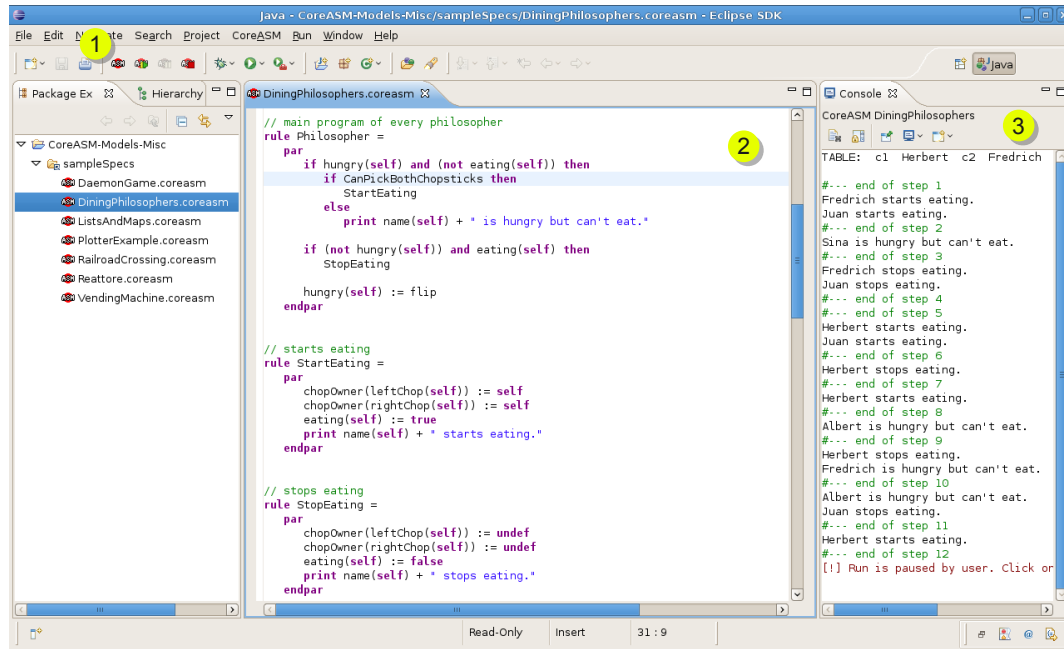 Java - CoreASM-Models-Misc/sampleSpecs/DiningPhilosophers.coreasm - Eclipse SDK
File Edit Search Project CoreASM Run Window Help
1
Java
Package Ex Hierarchy
DiningPhilosophers.coreasm
Console
CoreASM-Models-Misc
sampleSpecs
DaemonGame.coreasm
DiningPhilosophers.coreasm
ListsAndMaps.coreasm
PlotterExample.coreasm
RailroadCrossing.coreasm
Reattore.coreasm
VendingMachine.coreasm
2
// main program of every philosopher
rule Philosopher =
par
if hungry(self) and (not eating(self)) then
if CanPickBothChopsticks then
StartEating
else
print name(self) + " is hungry but can't eat."
if (not hungry(self)) and eating(self) then
StopEating
hungry(self) := flip
endpar
// starts eating
rule StartEating =
par
chopOwner(leftChop(self)) := self
chopOwner(rightChop(self)) := self
eating(self) := true
print name(self) + " starts eating."
endpar
// stops eating
rule StopEating =
par
chopOwner(leftChop(self)) := undef
chopOwner(rightChop(self)) := undef
eating(self) := false
print name(self) + " stops eating."
endpar
CoreASM DiningPhilosophers
3
TABLE: c1 Herbert c2 Fredrich
#--- end of step 1
Fredrich starts eating.
Juan starts eating.
#--- end of step 2
Sina is hungry but can't eat.
#--- end of step 3
Fredrich stops eating.
Juan stops eating.
#--- end of step 4
#--- end of step 5
Herbert starts eating.
Juan starts eating.
#--- end of step 6
Herbert stops eating.
#--- end of step 7
Herbert starts eating.
#--- end of step 8
Albert is hungry but can't eat.
#--- end of step 9
Herbert stops eating.
Fredrich is hungry but can't eat.
#--- end of step 10
Albert is hungry but can't eat.
Juan stops eating.
#--- end of step 11
Herbert starts eating.
#--- end of step 12
[!] Run is paused by user. Click or
Read-Only Insert 31 : 9